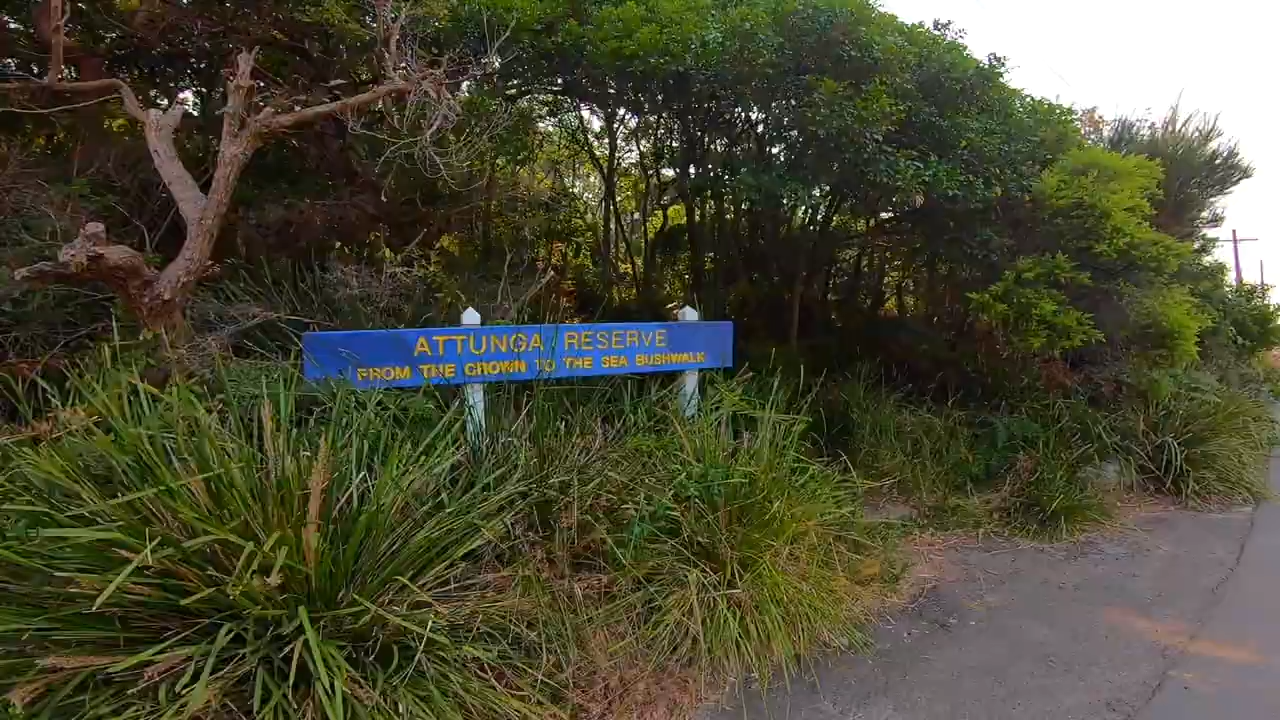 ATTUNGA RESERVE
FROM THE CROWN TO THE SEA BUSHWALK